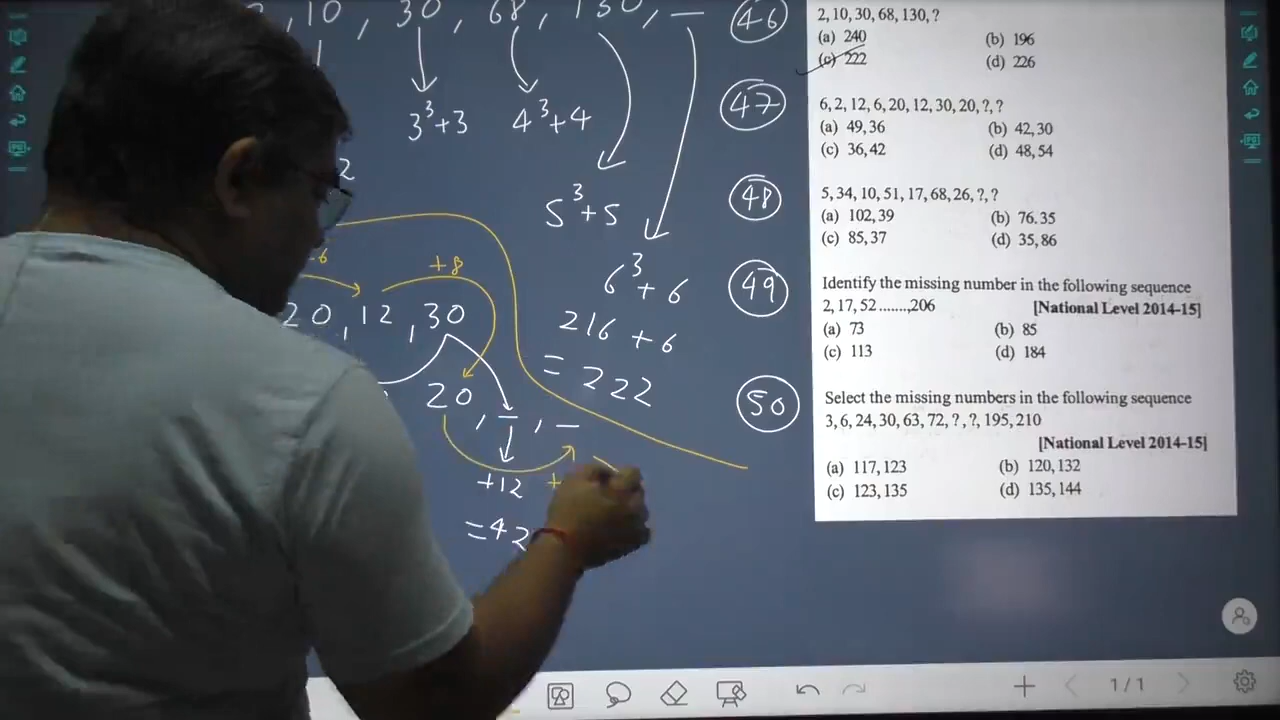 , 10 , 30 , 68 , 130 , _
3³+3 4³+4
2
5³+5
6³+6
216 + 6
= 222
+8
20 , 12 , 30
20 , _ , _
+12 +
=42
46
47
48
49
50
2, 10, 30, 68, 130, ?
(a) 240 (b) 196
(c) 222 (d) 226
6, 2, 12, 6, 20, 12, 30, 20, ?, ?
(a) 49, 36 (b) 42, 30
(c) 36, 42 (d) 48, 54
5, 34, 10, 51, 17, 68, 26, ?, ?
(a) 102, 39 (b) 76.35
(c) 85, 37 (d) 35, 86
Identify the missing number in the following sequence
2, 17, 52........,206 [National Level 2014-15]
(a) 73 (b) 85
(c) 113 (d) 184
Select the missing numbers in the following sequence
3, 6, 24, 30, 63, 72, ? , ?, 195, 210
[National Level 2014-15]
(a) 117, 123 (b) 120, 132
(c) 123, 135 (d) 135, 144
1/1